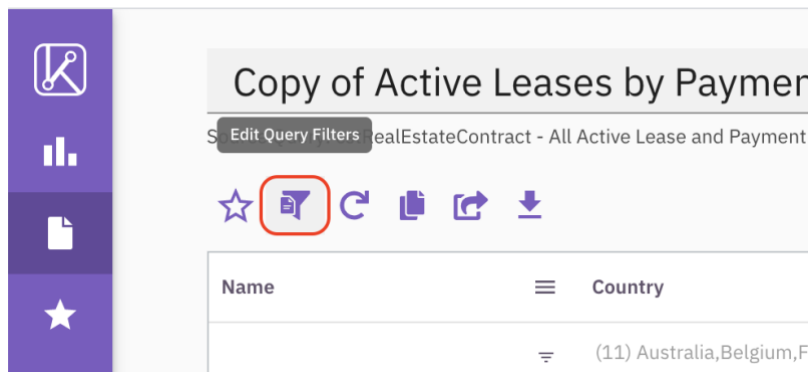 Copy of Active Leases by Paymen
Edit Query Filters
RealEstateContract - All Active Lease and Payment
Name
Country
(11) Australia,Belgium,F